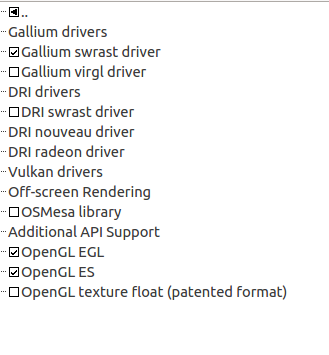 ..
Gallium drivers
Gallium swrast driver
Gallium virgl driver
DRI drivers
DRI swrast driver
DRI nouveau driver
DRI radeon driver
Vulkan drivers
Off-screen Rendering
OSMesa library
Additional API Support
OpenGL EGL
OpenGL ES
OpenGL texture float (patented format)